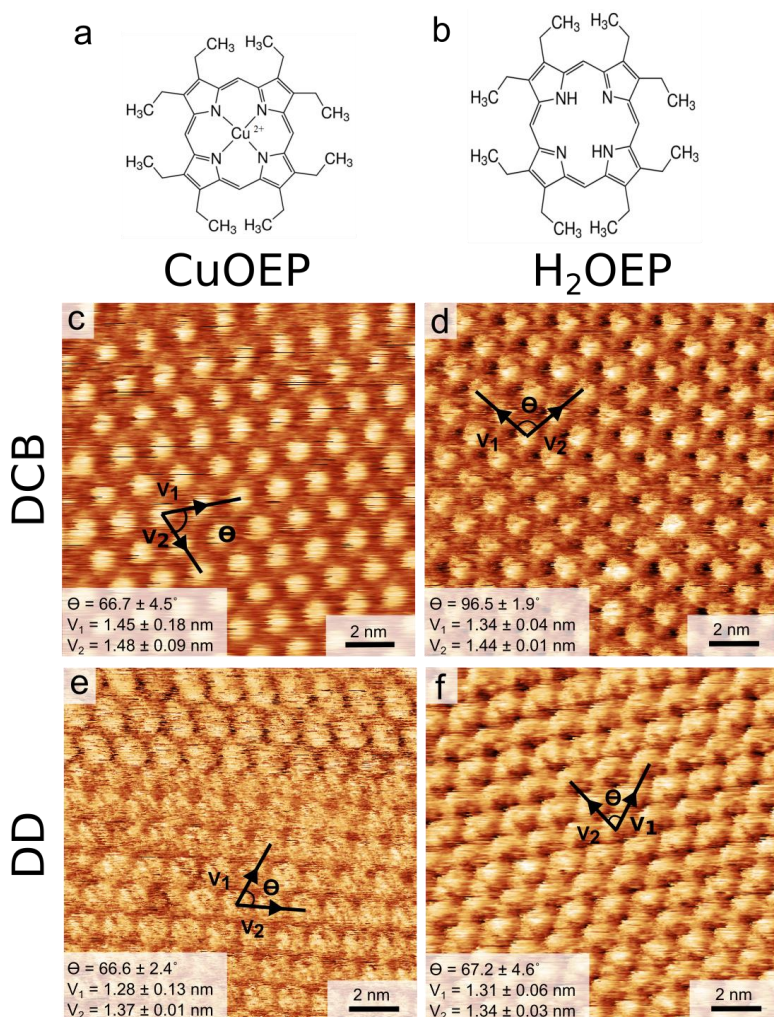 a
b
H₃C CH₃
H₃C CH₃
N N
Cu 2+
N N
H₃C CH₃
CH₃ H₃C
H₃C CH₃
H₃C CH₃
NH N
N HN
H₃C CH₃
CH₃ H₃C
CuOEP
H₂OEP
DCB
c
V₁
V₂
Θ
Θ = 66.7 ± 4.5°
V₁ = 1.45 ± 0.18 nm
V₂ = 1.48 ± 0.09 nm
2 nm
d
Θ
V₁ V₂
Θ = 96.5 ± 1.9°
V₁ = 1.34 ± 0.04 nm
V₂ = 1.44 ± 0.01 nm
2 nm
DD
e
V₁ Θ
V₂
Θ = 66.6 ± 2.4°
V₁ = 1.28 ± 0.13 nm
V₂ = 1.37 ± 0.01 nm
2 nm
f
Θ
V₂ V₁
Θ = 67.2 ± 4.6°
V₁ = 1.31 ± 0.06 nm
V₂ = 1.34 ± 0.03 nm
2 nm